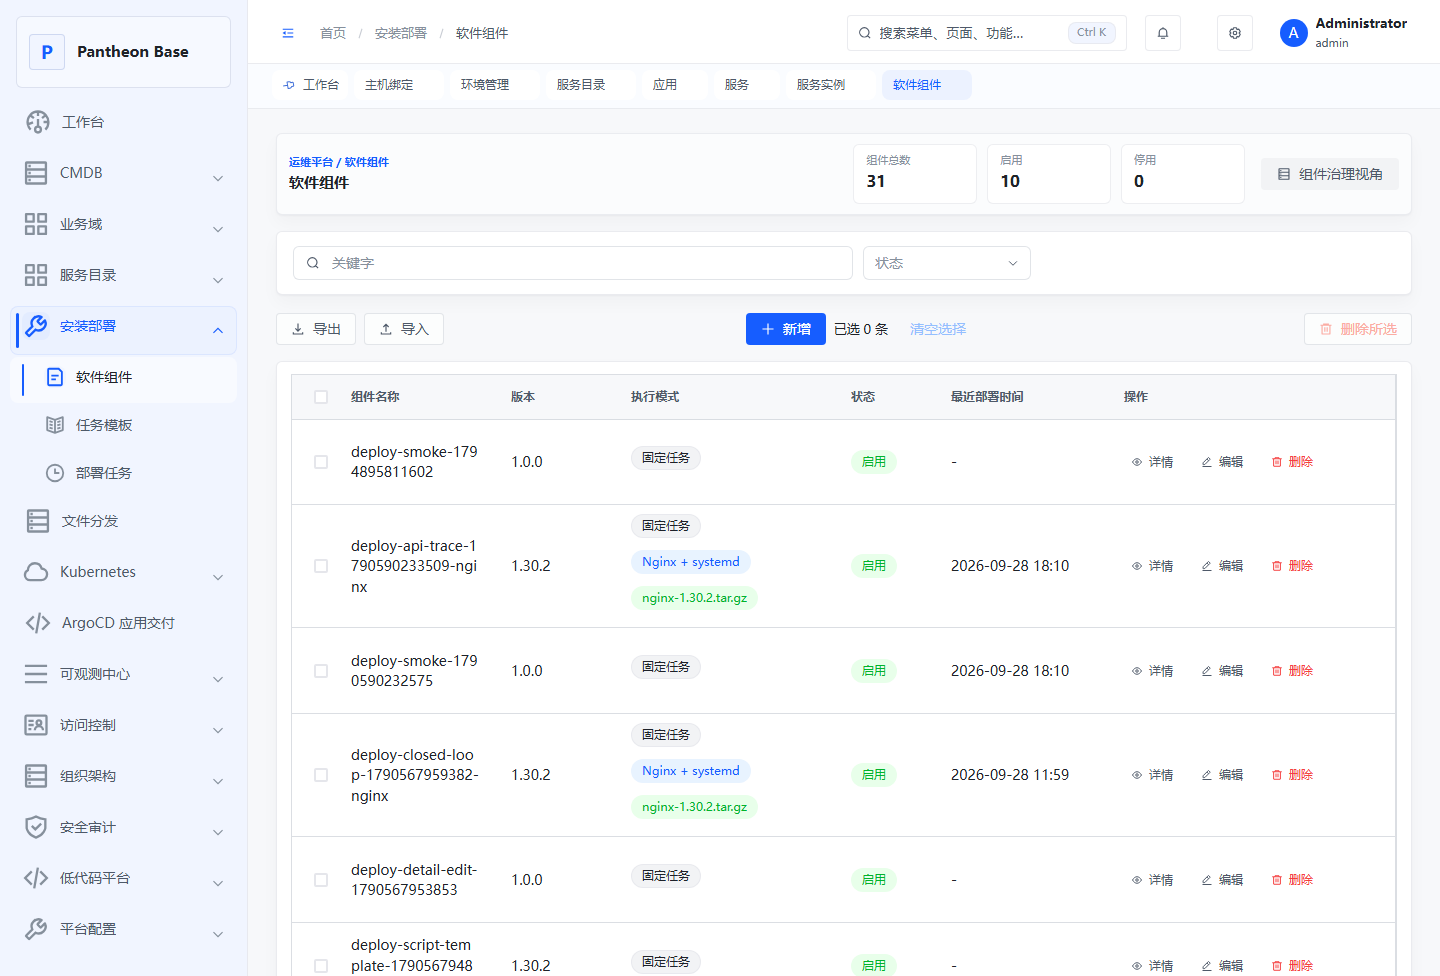 P
Pantheon Base
工作台
CMDB
业务域
服务目录
安装部署
软件组件
任务模板
部署任务
文件分发
Kubernetes
ArgoCD 应用交付
可观测中心
访问控制
组织架构
安全审计
低代码平台
平台配置
首页 / 安装部署 / 软件组件
搜索菜单、页面、功能... Ctrl K
A
Administrator
admin
工作台 主机绑定 环境管理 服务目录 应用 服务 服务实例 软件组件
运维平台 / 软件组件
软件组件
组件总数
31
启用
10
停用
0
组件治理视角
关键字
状态
导出 导入 新增 已选 0 条 清空选择 删除所选
组件名称 版本 执行模式 状态 最近部署时间 操作
deploy-smoke-179
4895811602
1.0.0
固定任务
启用
-
详情 编辑 删除
deploy-api-trace-1
790590233509-ngi
nx
1.30.2
固定任务
Nginx + systemd
nginx-1.30.2.tar.gz
启用
2026-09-28 18:10
详情 编辑 删除
deploy-smoke-179
0590232575
1.0.0
固定任务
启用
2026-09-28 18:10
详情 编辑 删除
deploy-closed-loo
p-1790567959382-
nginx
1.30.2
固定任务
Nginx + systemd
nginx-1.30.2.tar.gz
启用
2026-09-28 11:59
详情 编辑 删除
deploy-detail-edit-
1790567953853
1.0.0
固定任务
启用
-
详情 编辑 删除
deploy-script-tem
plate-1790567948
1.30.2
固定任务
启用
-
详情 编辑 删除